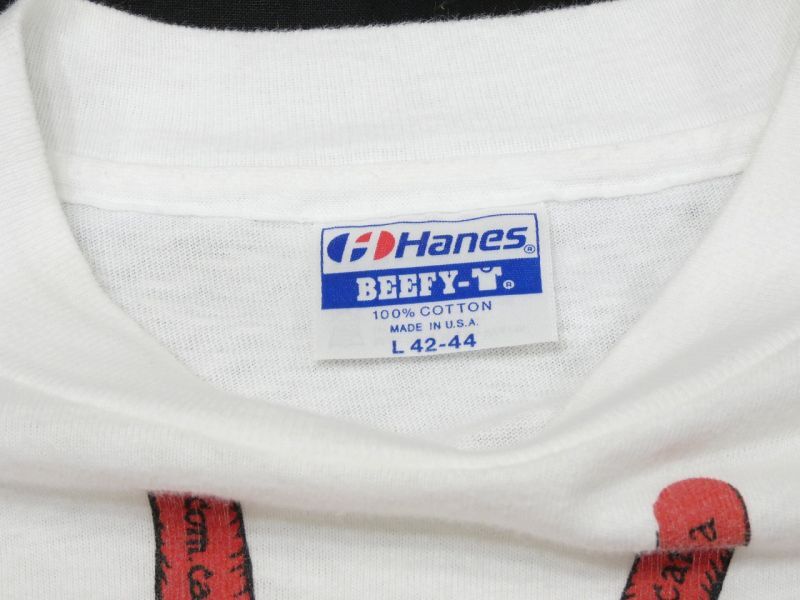 Hanes®
BEEFY-T®
100% COTTON
MADE IN U.S.A.
L 42-44